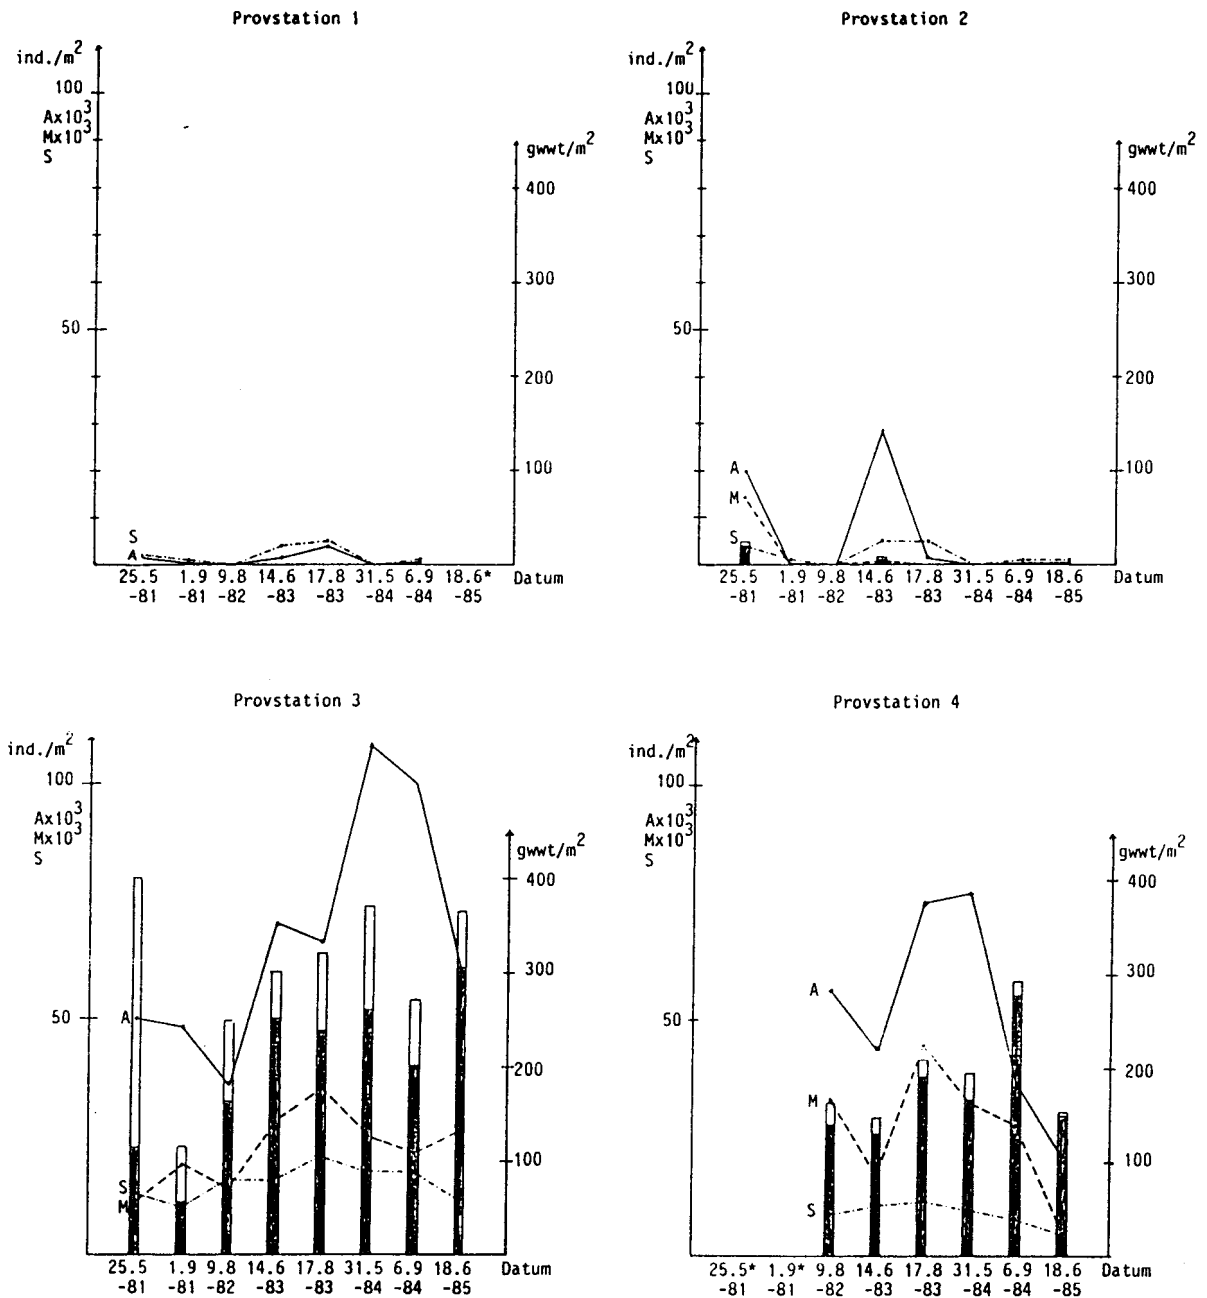 Provstation 1
ind./m²
100
Ax10³
Mx10³
S
gwwt/m²
400
300
50
200
100
S
A
25.5 1.9 9.8 14.6 17.8 31.5 6.9 18.6* Datum
-81 -81 -82 -83 -83 -84 -84 -85
Provstation 2
ind./m²
100
Ax10³
Mx10³
S
gwwt/m²
400
300
50
200
A
100
M
S
25.5 1.9 9.8 14.6 17.8 31.5 6.9 18.6 Datum
-81 -81 -82 -83 -83 -84 -84 -85
Provstation 3
ind./m²
100
Ax10³
Mx10³
S
gwwt/m²
400
300
A
50
200
100
S
M
25.5 1.9 9.8 14.6 17.8 31.5 6.9 18.6 Datum
-81 -81 -82 -83 -83 -84 -84 -85
Provstation 4
ind./m²
100
Ax10³
Mx10³
S
gwwt/m²
400
300
A
50
200
M
100
S
25.5* 1.9* 9.8 14.6 17.8 31.5 6.9 18.6 Datum
-81 -81 -82 -83 -83 -84 -84 -85